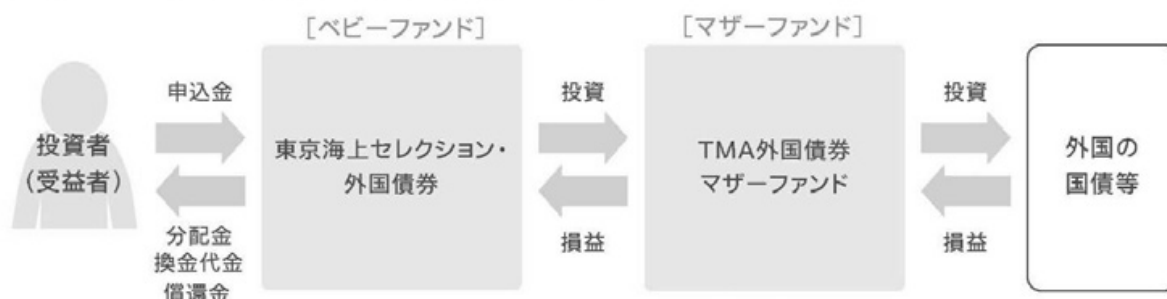 [ベビーファンド]
[マザーファンド]
投資者
(受益者)
申込金
分配金
換金代金
償還金
東京海上セレクション・
外国債券
投資
損益
TMA外国債券
マザーファンド
投資
損益
外国の
国債等